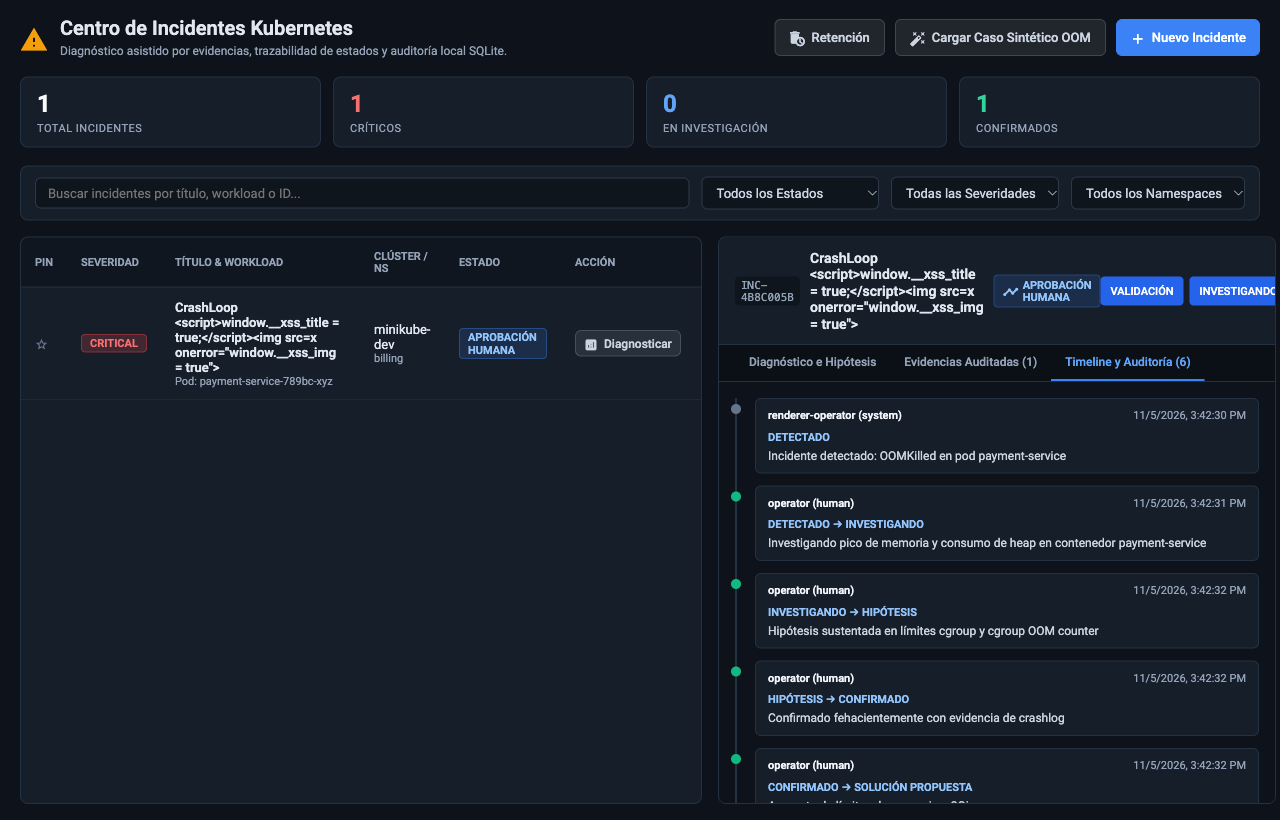 Centro de Incidentes Kubernetes
Diagnóstico asistido por evidencias, trazabilidad de estados y auditoría local SQLite.
Retención
Cargar Caso Sintético OOM
+ Nuevo Incidente
1
TOTAL INCIDENTES
1
CRÍTICOS
0
EN INVESTIGACIÓN
1
CONFIRMADOS
Buscar incidentes por título, workload o ID...
Todos los Estados
Todas las Severidades
Todos los Namespaces
PIN
SEVERIDAD
TÍTULO & WORKLOAD
CLÚSTER /
NS
ESTADO
ACCIÓN
CRITICAL
CrashLoop
<script>window.__xss_title =
true;</script><img src=x
onerror="window.__xss_img
= true">
Pod: payment-service-789bc-xyz
minikube-
dev
billing
APROBACIÓN
HUMANA
Diagnosticar
INC-
4B8C005B
CrashLoop
<script>window.__xss_title
= true;</script><img src=x
onerror="window.__xss_img
= true">
APROBACIÓN
HUMANA
VALIDACIÓN
INVESTIGANDO
Diagnóstico e Hipótesis
Evidencias Auditadas (1)
Timeline y Auditoría (6)
renderer-operator (system)
11/5/2026, 3:42:30 PM
DETECTADO
Incidente detectado: OOMKilled en pod payment-service
operator (human)
11/5/2026, 3:42:31 PM
DETECTADO → INVESTIGANDO
Investigando pico de memoria y consumo de heap en contenedor payment-service
operator (human)
11/5/2026, 3:42:32 PM
INVESTIGANDO → HIPÓTESIS
Hipótesis sustentada en límites cgroup y cgroup OOM counter
operator (human)
11/5/2026, 3:42:32 PM
HIPÓTESIS → CONFIRMADO
Confirmado fehacientemente con evidencia de crashlog
operator (human)
11/5/2026, 3:42:32 PM
CONFIRMADO → SOLUCIÓN PROPUESTA